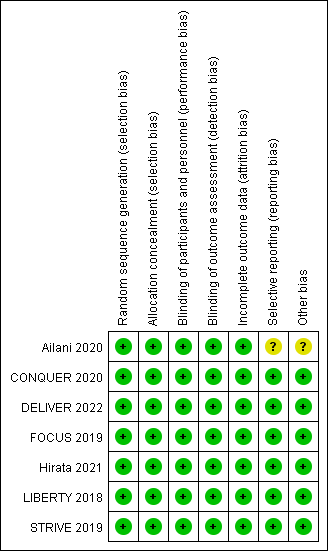 Random sequence generation (selection bias)
Allocation concealment (selection bias)
Blinding of participants and personnel (performance bias)
Blinding of outcome assessment (detection bias)
Incomplete outcome data (attrition bias)
Selective reporting (reporting bias)
Other bias
Ailani 2020 + + + + + ? ?
CONQUER 2020 + + + + + + +
DELIVER 2022 + + + + + + +
FOCUS 2019 + + + + + + +
Hirata 2021 + + + + + + +
LIBERTY 2018 + + + + + + +
STRIVE 2019 + + + + + + +